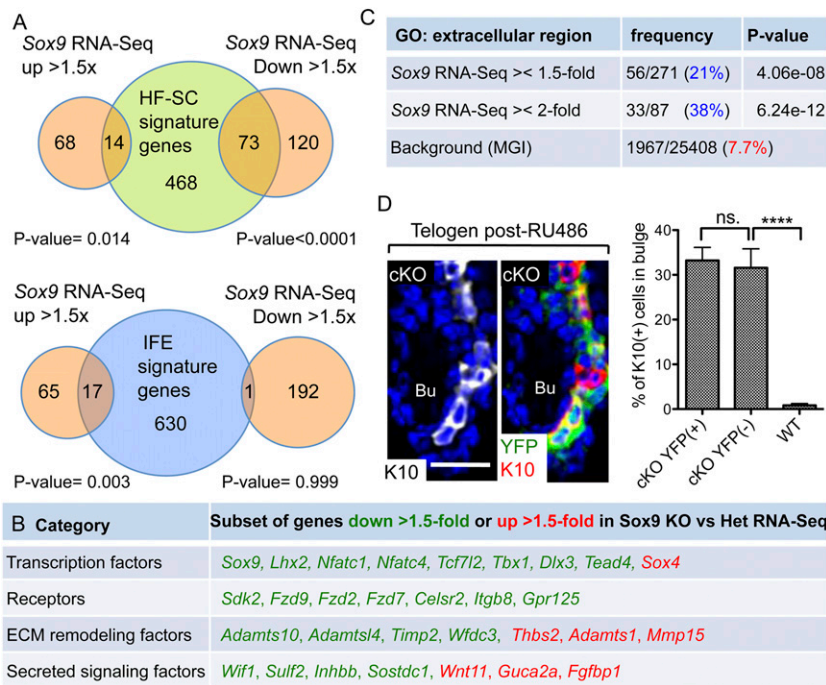 A
Sox9 RNA-Seq
up >1.5x
Sox9 RNA-Seq
Down >1.5x
HF-SC
signature
genes
68
14
73
120
468
P-value= 0.014
P-value<0.0001
Sox9 RNA-Seq
up >1.5x
Sox9 RNA-Seq
Down >1.5x
IFE
signature
genes
65
17
1
192
630
P-value= 0.003
P-value= 0.999
C
GO: extracellular region frequency P-value
Sox9 RNA-Seq >< 1.5-fold 56/271 (21%) 4.06e-08
Sox9 RNA-Seq >< 2-fold 33/87 (38%) 6.24e-12
Background (MGI) 1967/25408 (7.7%)
D
Telogen post-RU486
cKO
Bu
K10
cKO
Bu
YFP
K10
ns.
****
% of K10(+) cells in bulge
40
30
20
10
0
cKO YFP(+)
cKO YFP(-)
WT
B Category Subset of genes down >1.5-fold or up >1.5-fold in Sox9 KO vs Het RNA-Seq
Transcription factors Sox9, Lhx2, Nfatc1, Nfatc4, Tcf7l2, Tbx1, Dlx3, Tead4, Sox4
Receptors Sdk2, Fzd9, Fzd2, Fzd7, Celsr2, Itgb8, Gpr125
ECM remodeling factors Adamts10, Adamtsl4, Timp2, Wfdc3, Thbs2, Adamts1, Mmp15
Secreted signaling factors Wif1, Sulf2, Inhbb, Sostdc1, Wnt11, Guca2a, Fgfbp1